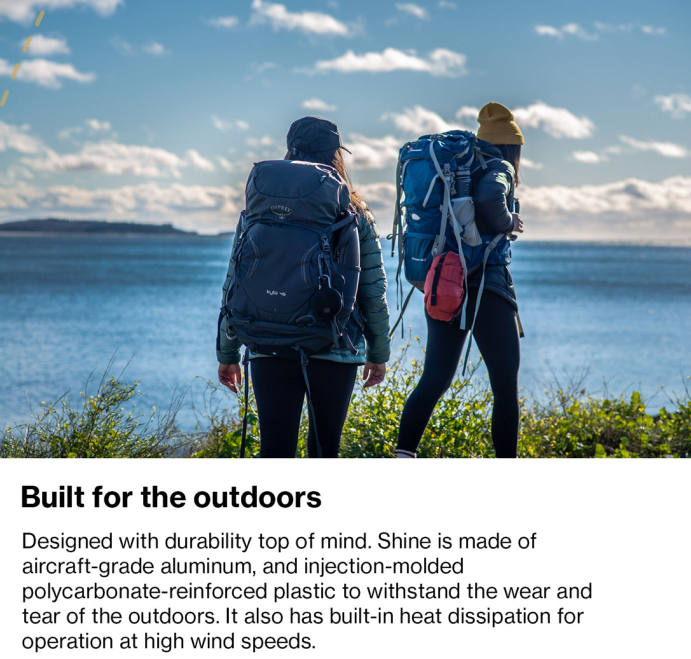 OSPREY
kyte 46
Built for the outdoors
Designed with durability top of mind. Shine is made of
aircraft-grade aluminum, and injection-molded
polycarbonate-reinforced plastic to withstand the wear and
tear of the outdoors. It also has built-in heat dissipation for
operation at high wind speeds.